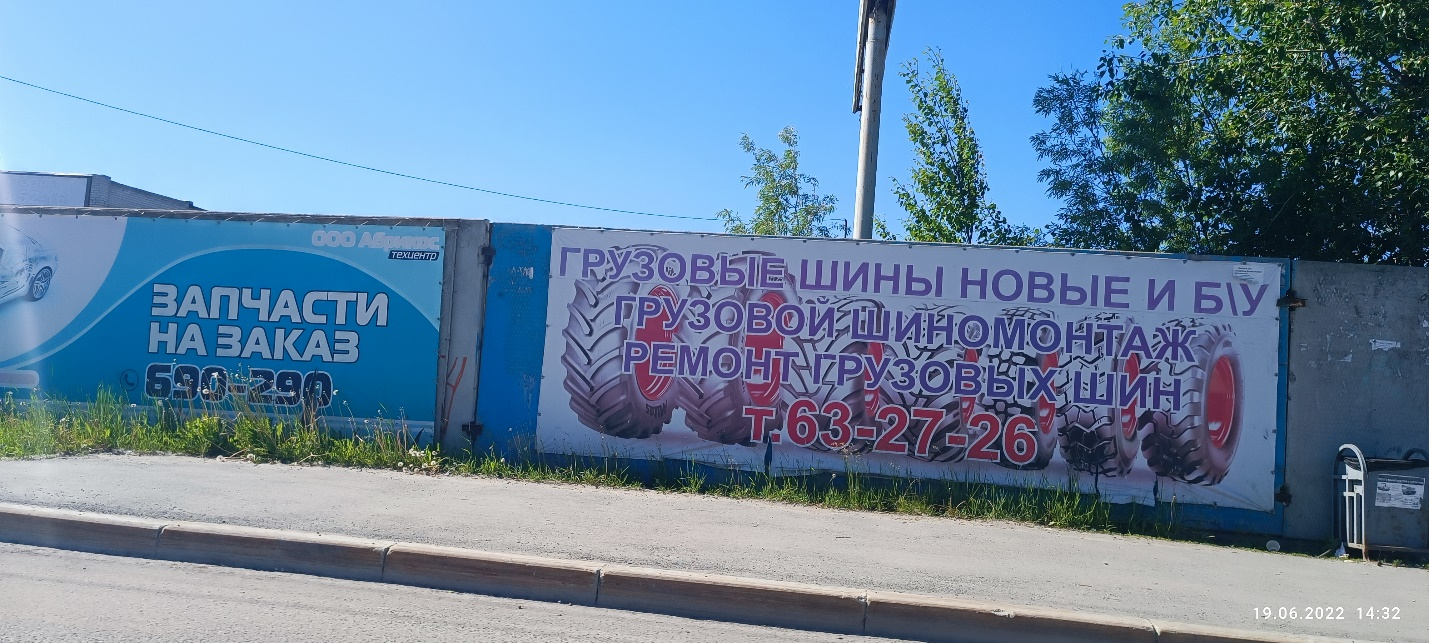 ООО Абрикос
техцентр
ЗАПЧАСТИ
НА ЗАКАЗ
690-290
ГРУЗОВЫЕ ШИНЫ НОВЫЕ И Б\У
ГРУЗОВОЙ ШИНОМОНТАЖ
РЕМОНТ ГРУЗОВЫХ ШИН
т.63-27-26
19.06.2022 14:32